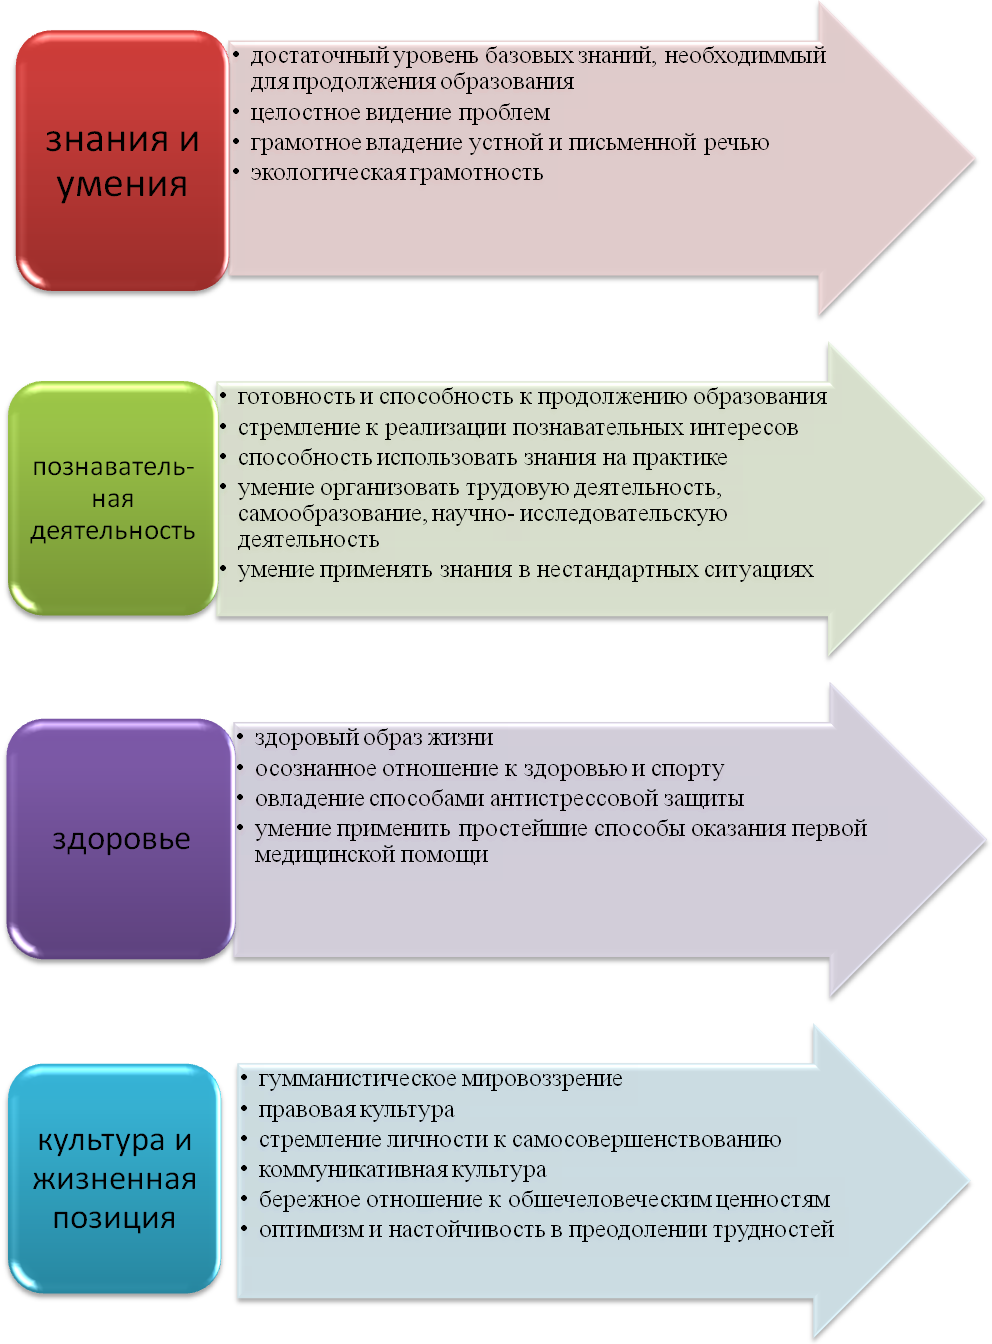 знания и
умения
• достаточный уровень базовых знаний, необходиммый
для продолжения образования
• целостное видение проблем
• грамотное владение устной и письменной речью
• экологическая грамотность
познаватель-
ная
деятельность
• готовность и способность к продолжению образования
• стремление к реализации познавательных интересов
• способность использовать знания на практике
• умение организовать трудовую деятельность,
самообразование, научно- исследовательскую
деятельность
• умение применять знания в нестандартных ситуациях
здоровье
• здоровый образ жизни
• осознанное отношение к здоровью и спорту
• овладение способами антистрессовой защиты
• умение применить простейшие способы оказания первой
медицинской помощи
культура и
жизненная
позиция
• гумманистическое мировоззрение
• правовая культура
• стремление личности к самосовершенствованию
• коммуникативная культура
• бережное отношение к обшечеловеческим ценностям
• оптимизм и настойчивость в преодолении трудностей